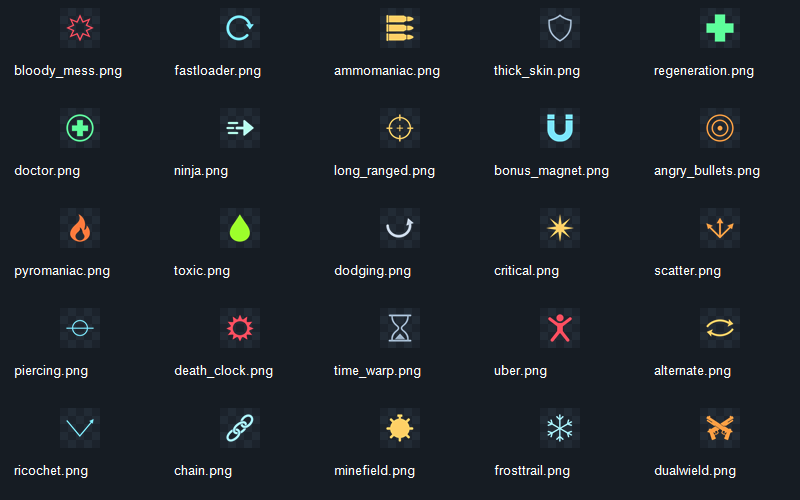 bloody_mess.png
fastloader.png
ammomaniac.png
thick_skin.png
regeneration.png
doctor.png
ninja.png
long_ranged.png
bonus_magnet.png
angry_bullets.png
pyromaniac.png
toxic.png
dodging.png
critical.png
scatter.png
piercing.png
death_clock.png
time_warp.png
uber.png
alternate.png
ricochet.png
chain.png
minefield.png
frosttrail.png
dualwield.png